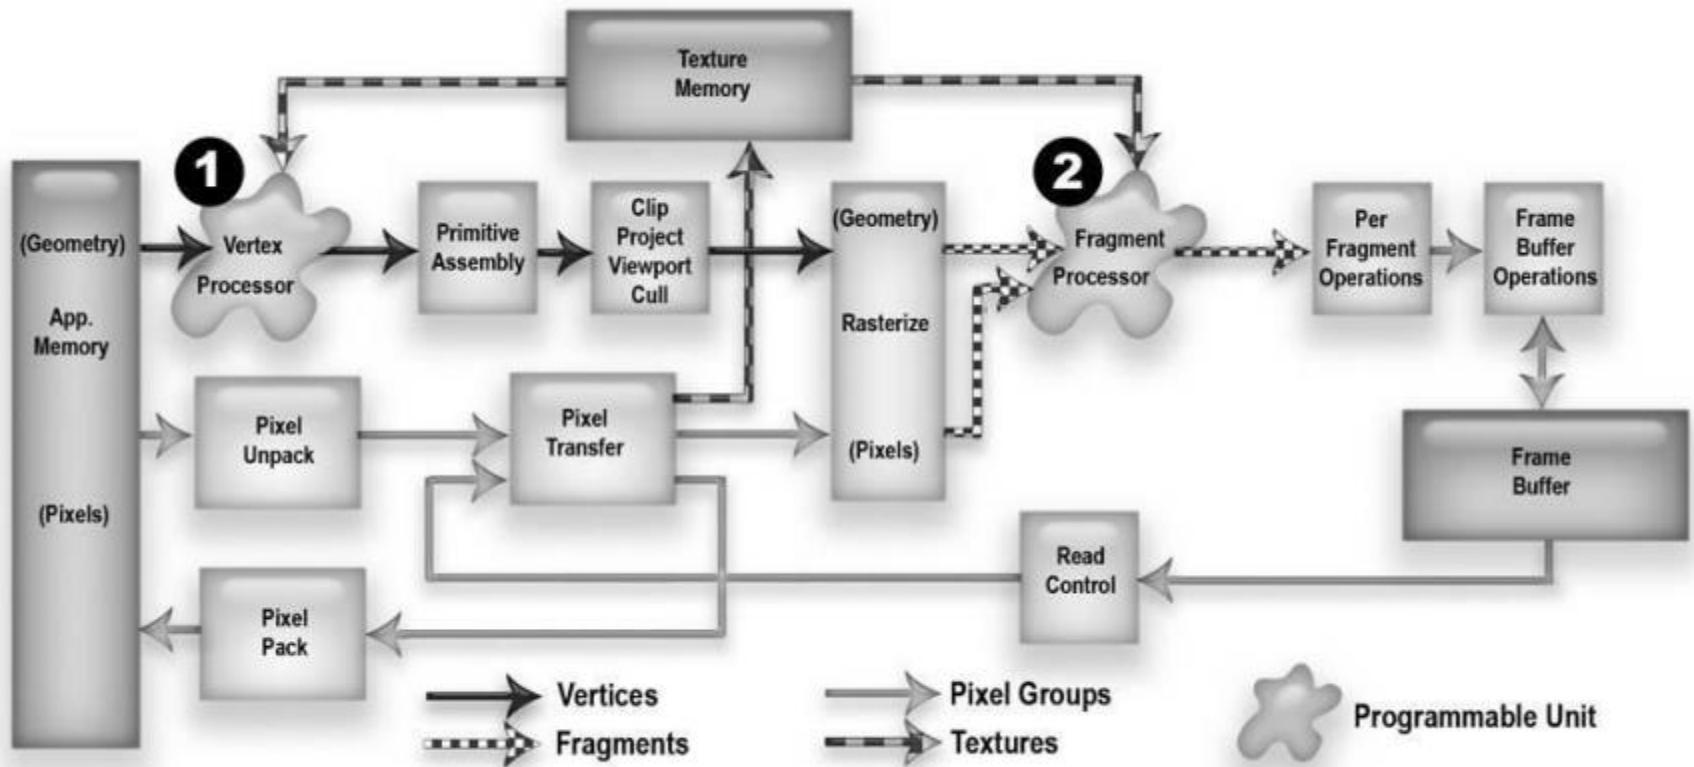 Texture
Memory
1
2
(Geometry)
App.
Memory
(Pixels)
Vertex
Processor
Primitive
Assembly
Clip
Project
Viewport
Cull
(Geometry)
Rasterize
(Pixels)
Fragment
Processor
Per
Fragment
Operations
Frame
Buffer
Operations
Pixel
Unpack
Pixel
Transfer
Frame
Buffer
Read
Control
Pixel
Pack
Vertices
Fragments
Pixel Groups
Textures
Programmable Unit